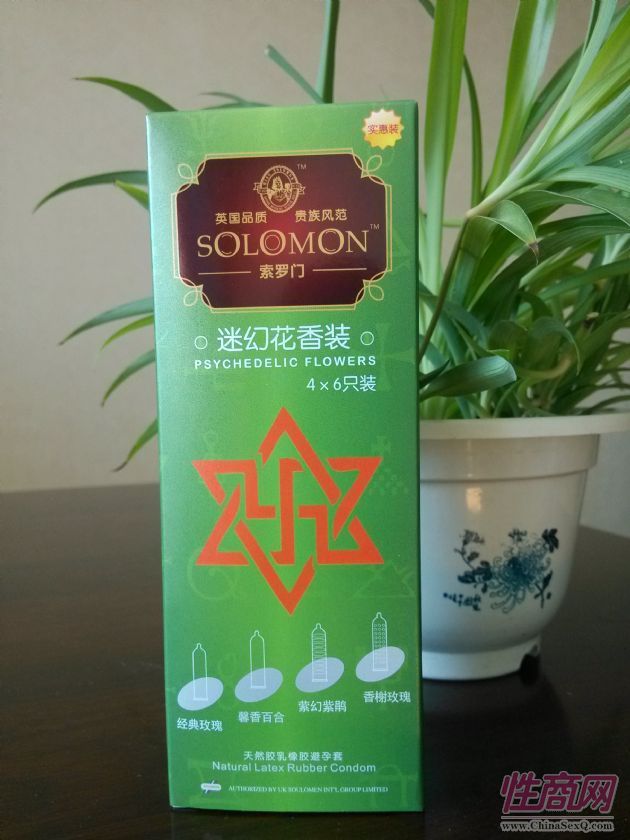 实惠装
TM
英国品质 贵族风范
SOLOMON TM
索罗门
迷幻花香装
PSYCHEDELIC FLOWERS
4×6只装
经典玫瑰
馨香百合
萦幻紫鹃
香榭玫瑰
天然胶乳橡胶避孕套
Natural Latex Rubber Condom
AUTHORIZED BY UK SOULOMEN INT'L GROUP LIMITED
性商网
www.ChinaSexQ.com